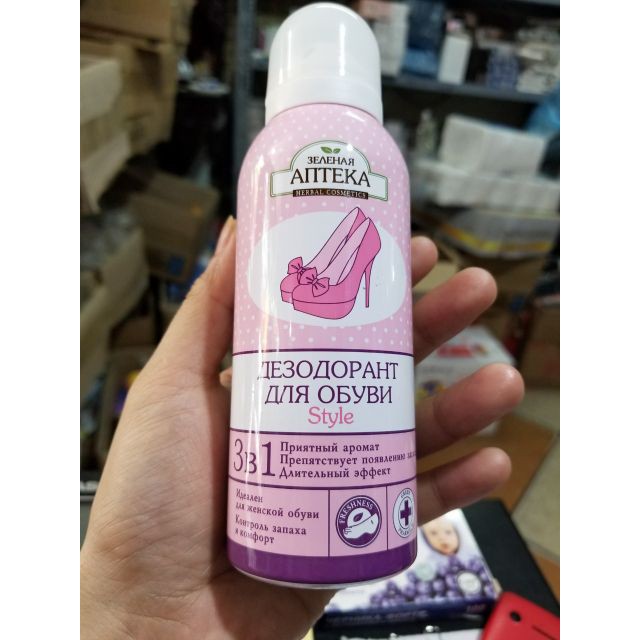 ЗЕЛЕНАЯ
АПТЕКА
HERBAL COSMETICS
ДЕЗОДОРАНТ
ДЛЯ ОБУВИ
Style
3в1
Приятный аромат
Препятствует появлению
Длительный эффект
Идеален
для женской обуви
Контроль запаха
и комфорт
FRESHNESS